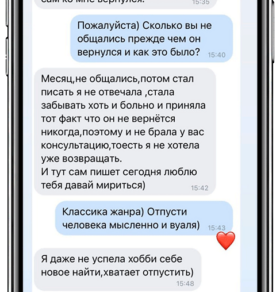 сам ко мне вернулся. 15:35
Пожалуйста) Сколько вы не
общались прежде чем он
вернулся и как это было? 15:40
Месяц,не общались,потом стал
писать я не отвечала ,стала
забывать хоть и больно и приняла
тот факт что он не вернётся
никогда,поэтому и не брала у вас
консультацию,тоесть я не хотела
уже возвращать.
И тут сам пишет сегодня люблю
тебя давай мириться) 15:42
Классика жанра) Отпусти
человека мысленно и вуаля) 15:43
Я даже не успела хобби себе
новое найти,хватает отпустить)
15:48